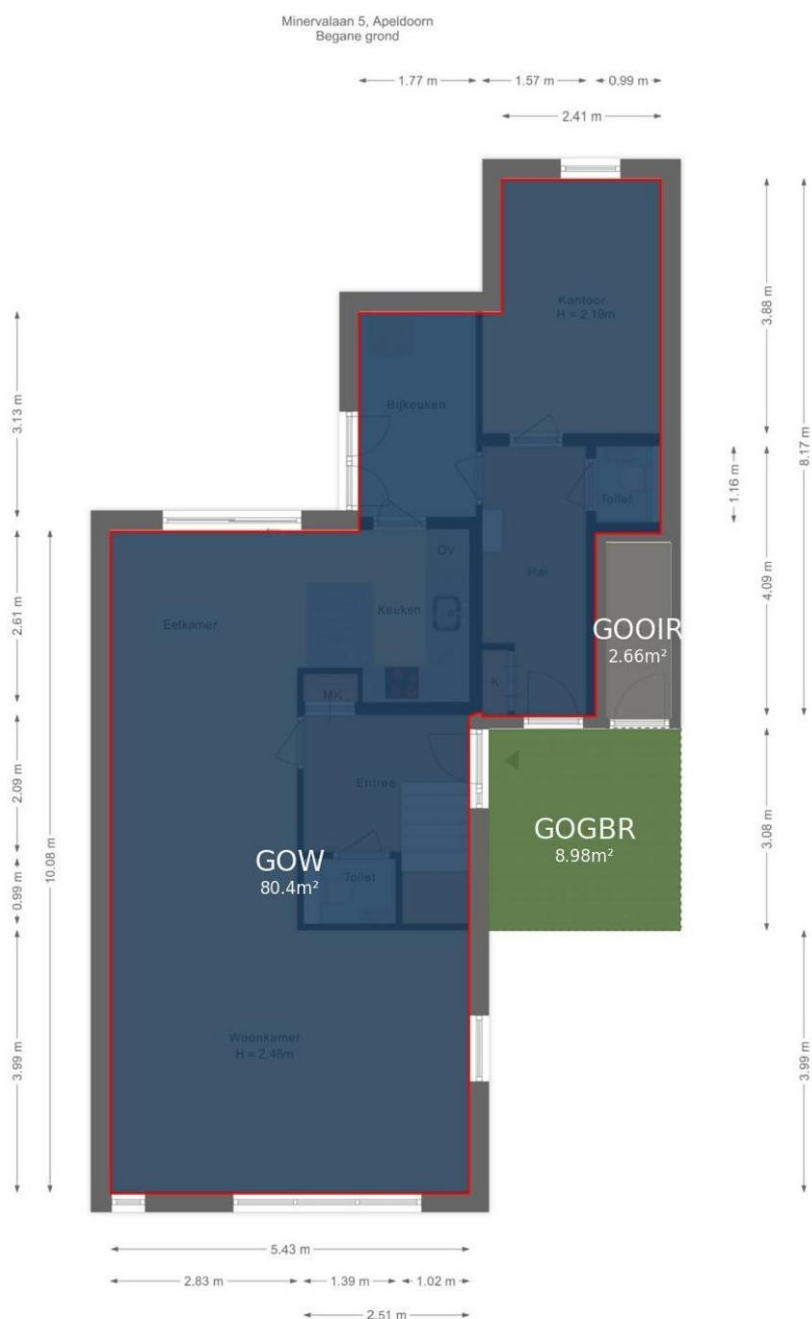 Minervalaan 5, Apeldoorn
Begane grond
1.77 m
1.57 m
0.99 m
2.41 m
Kantoor
H = 2.19m
3.88 m
8.17 m
3.13 m
Bijkeuken
1.16 m
Toilet
OV
Hal
4.09 m
2.61 m
Eetkamer
Keuken
GOOIR
2.66m²
K
MK
2.09 m
10.08 m
Entree
GOGBR
8.98m²
3.08 m
GOW
80.4m²
Toilet
0.99 m
Woonkamer
H = 2.46m
3.99 m
3.99 m
5.43 m
2.83 m
1.39 m
1.02 m
2.51 m